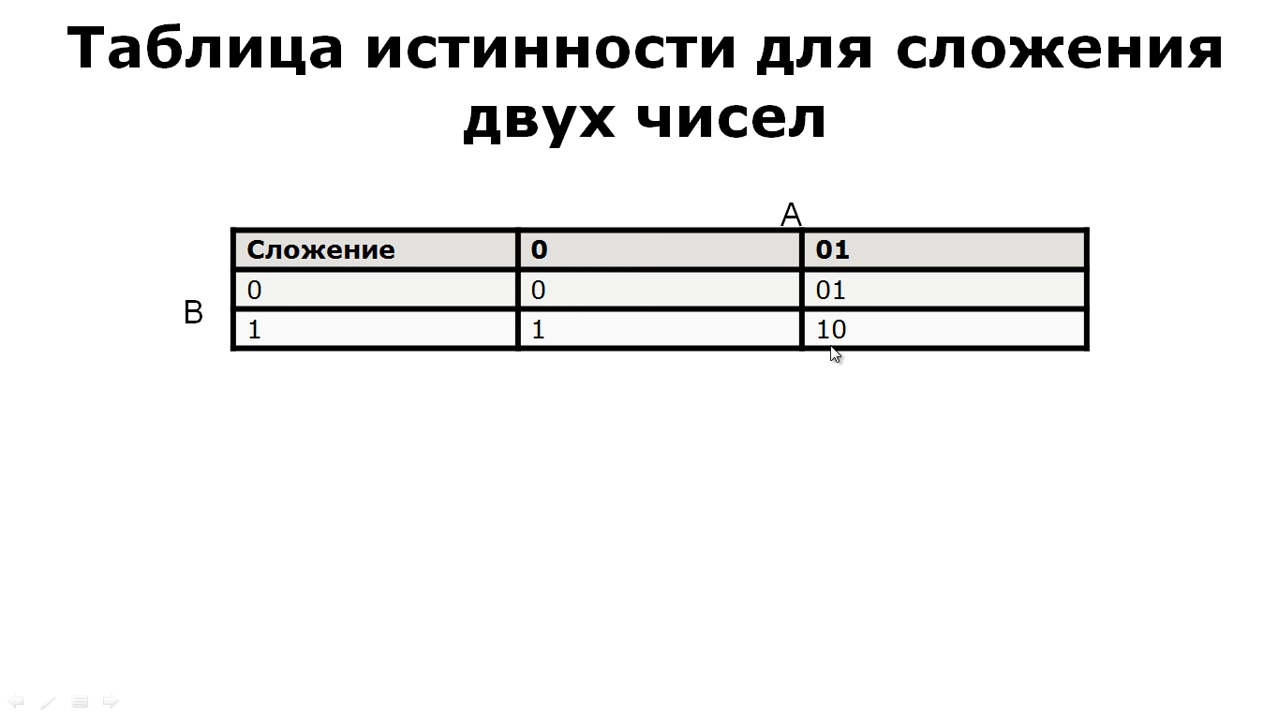 Таблица истинности для сложения
двух чисел
A
Сложение 0 01
0 0 01
B
1 1 10